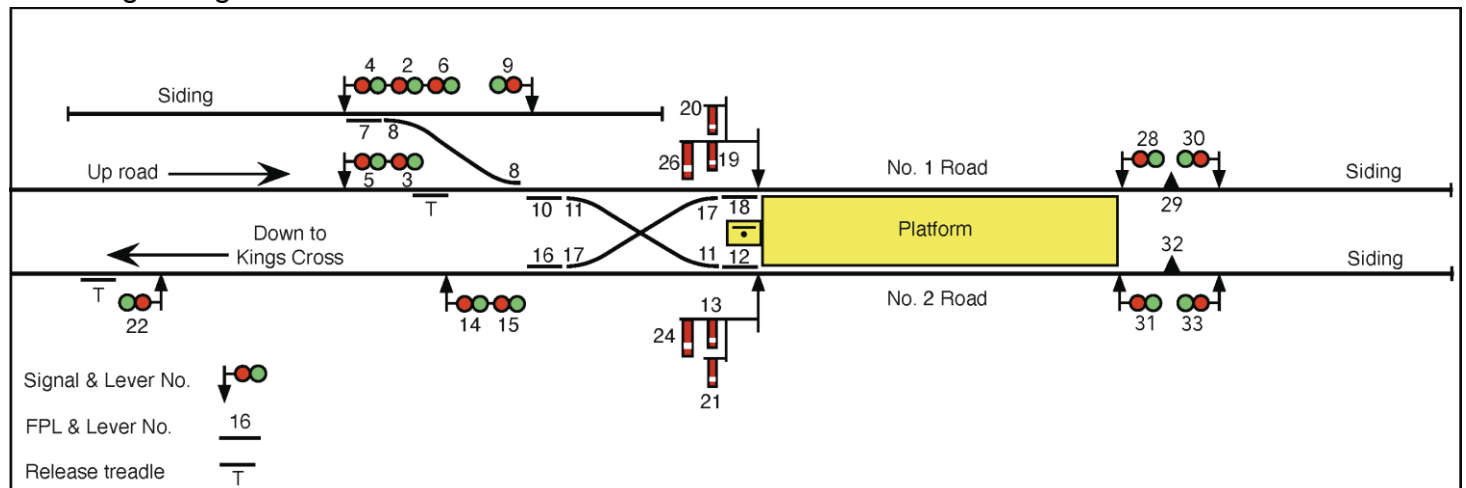 4 2 6 9
Siding
7 8
20
26 19
28 30
Up road
5 3
8
No. 1 Road
Siding
T
10 11
17 18
29
Down to
Kings Cross
16 17
11 12
Platform
32
T
Siding
22
14 15
13
No. 2 Road
24
31 33
21
Signal & Lever No.
FPL & Lever No.
16
Release treadle
T